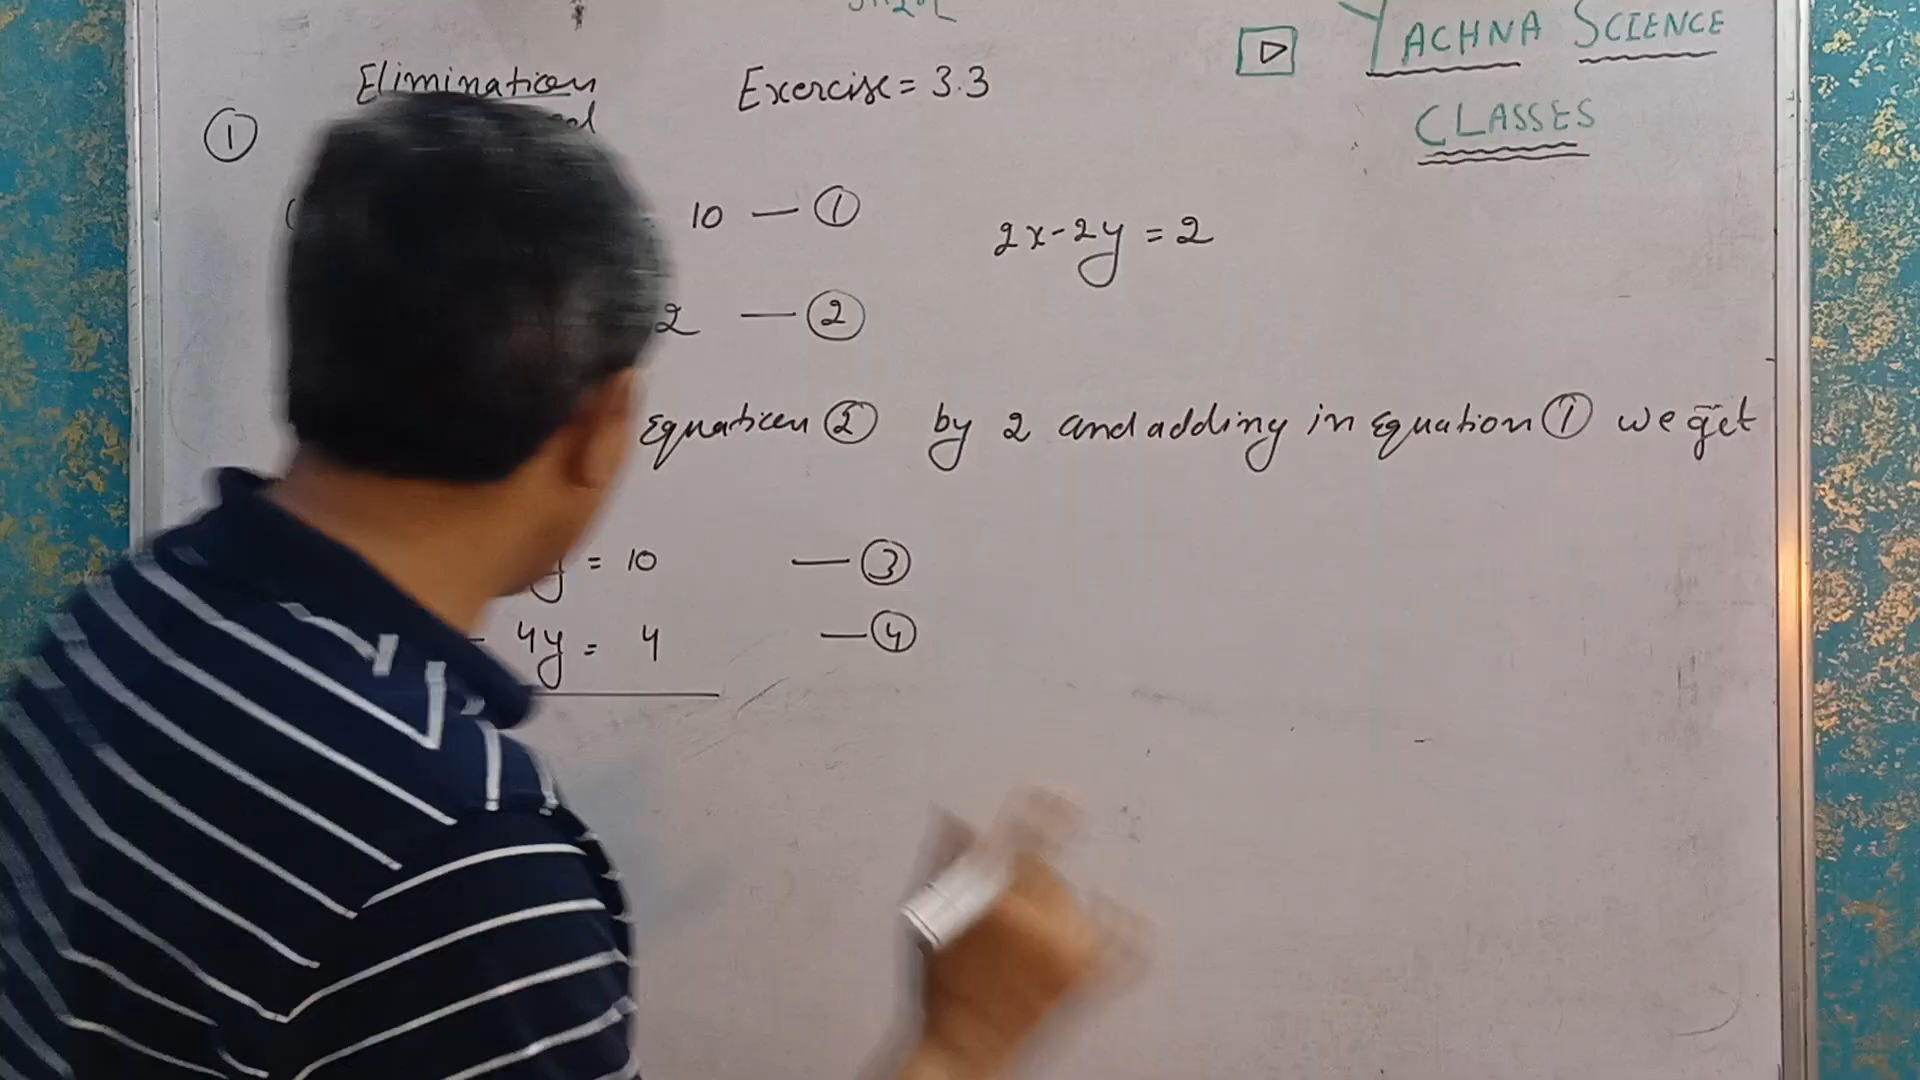 YACHNA SCIENCE
CLASSES
Elimination
Exercise = 3.3
①
10 — ①
2x - 2y = 2
2 — ②
equation ② by 2 and adding in equation ① we get
y = 10 — ③
- 4y = 4 — ④